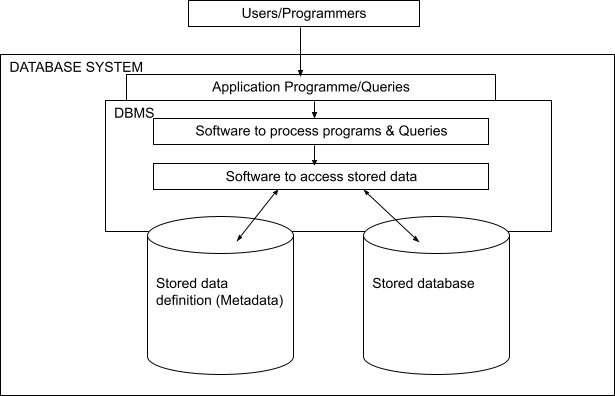 Users/Programmers
DATABASE SYSTEM
Application Programme/Queries
DBMS
Software to process programs & Queries
Software to access stored data
Stored data
definition (Metadata)
Stored database